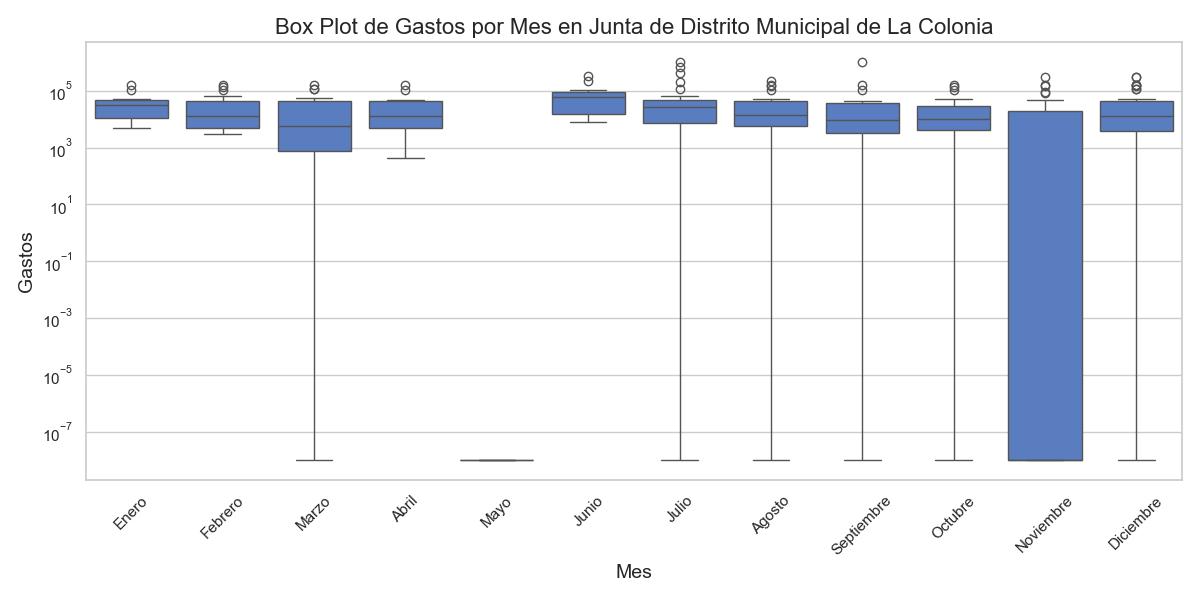 Box Plot de Gastos por Mes en Junta de Distrito Municipal de La Colonia
Gastos
10^5
10^3
10^1
10^−1
10^−3
10^−5
10^−7
Enero
Febrero
Marzo
Abril
Mayo
Junio
Julio
Agosto
Septiembre
Octubre
Noviembre
Diciembre
Mes